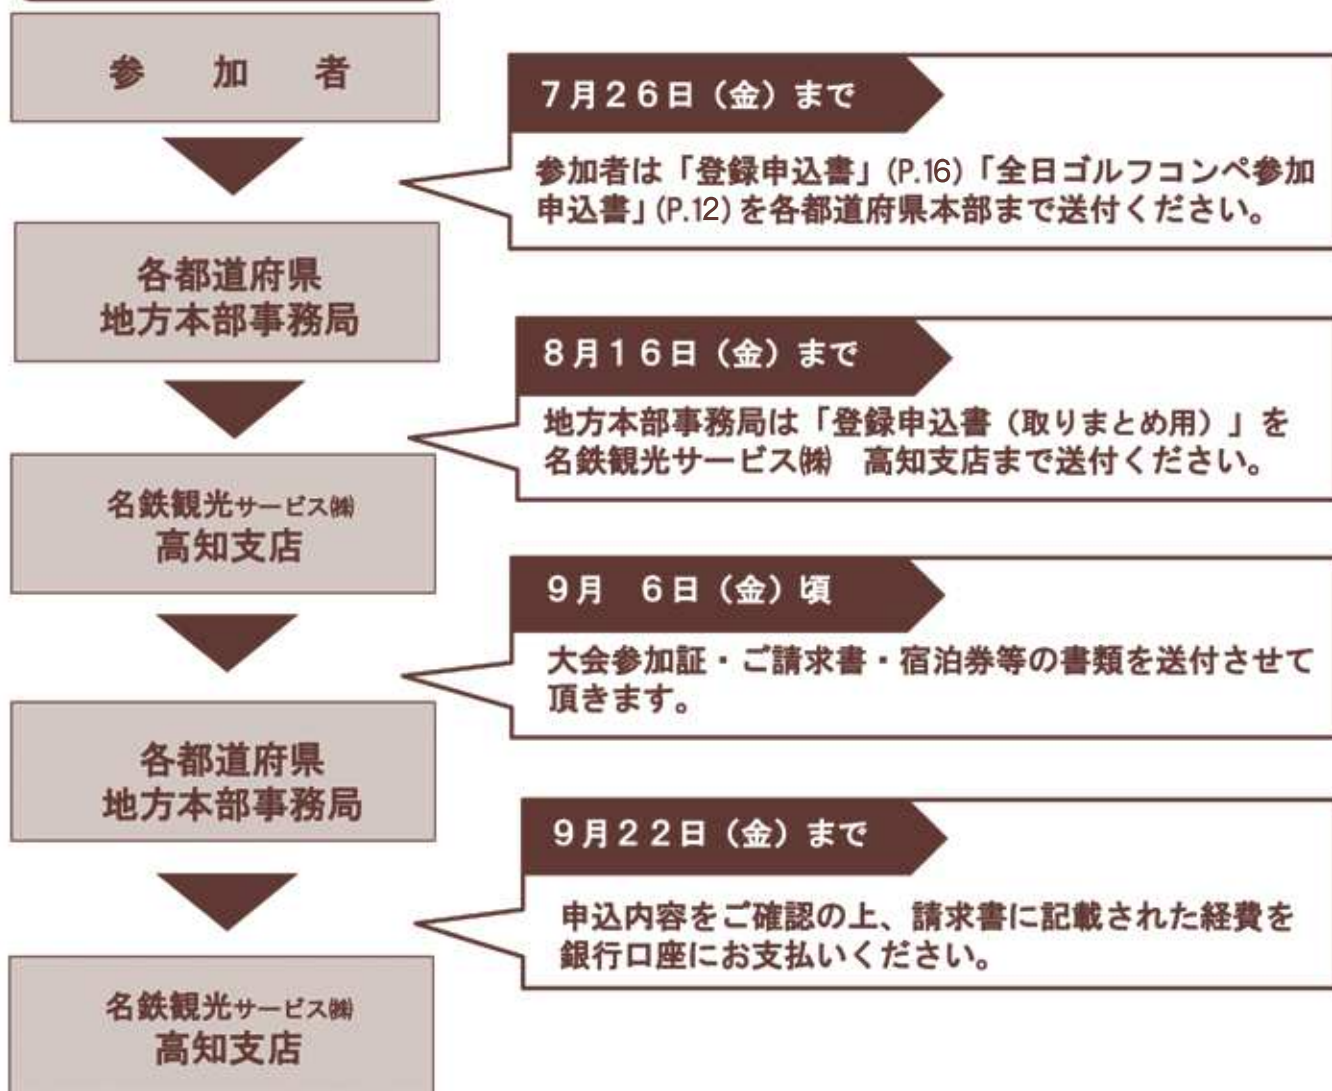 参　加　者
7月26日（金）まで
参加者は「登録申込書」(P.16)「全日ゴルフコンペ参加
申込書」(P.12)を各都道府県本部まで送付ください。
各都道府県
地方本部事務局
8月16日（金）まで
地方本部事務局は「登録申込書（取りまとめ用）」を
名鉄観光サービス㈱　高知支店まで送付ください。
名鉄観光サービス㈱
高知支店
9月　6日（金）頃
大会参加証・ご請求書・宿泊券等の書類を送付させて
頂きます。
各都道府県
地方本部事務局
9月22日（金）まで
申込内容をご確認の上、請求書に記載された経費を
銀行口座にお支払いください。
名鉄観光サービス㈱
高知支店